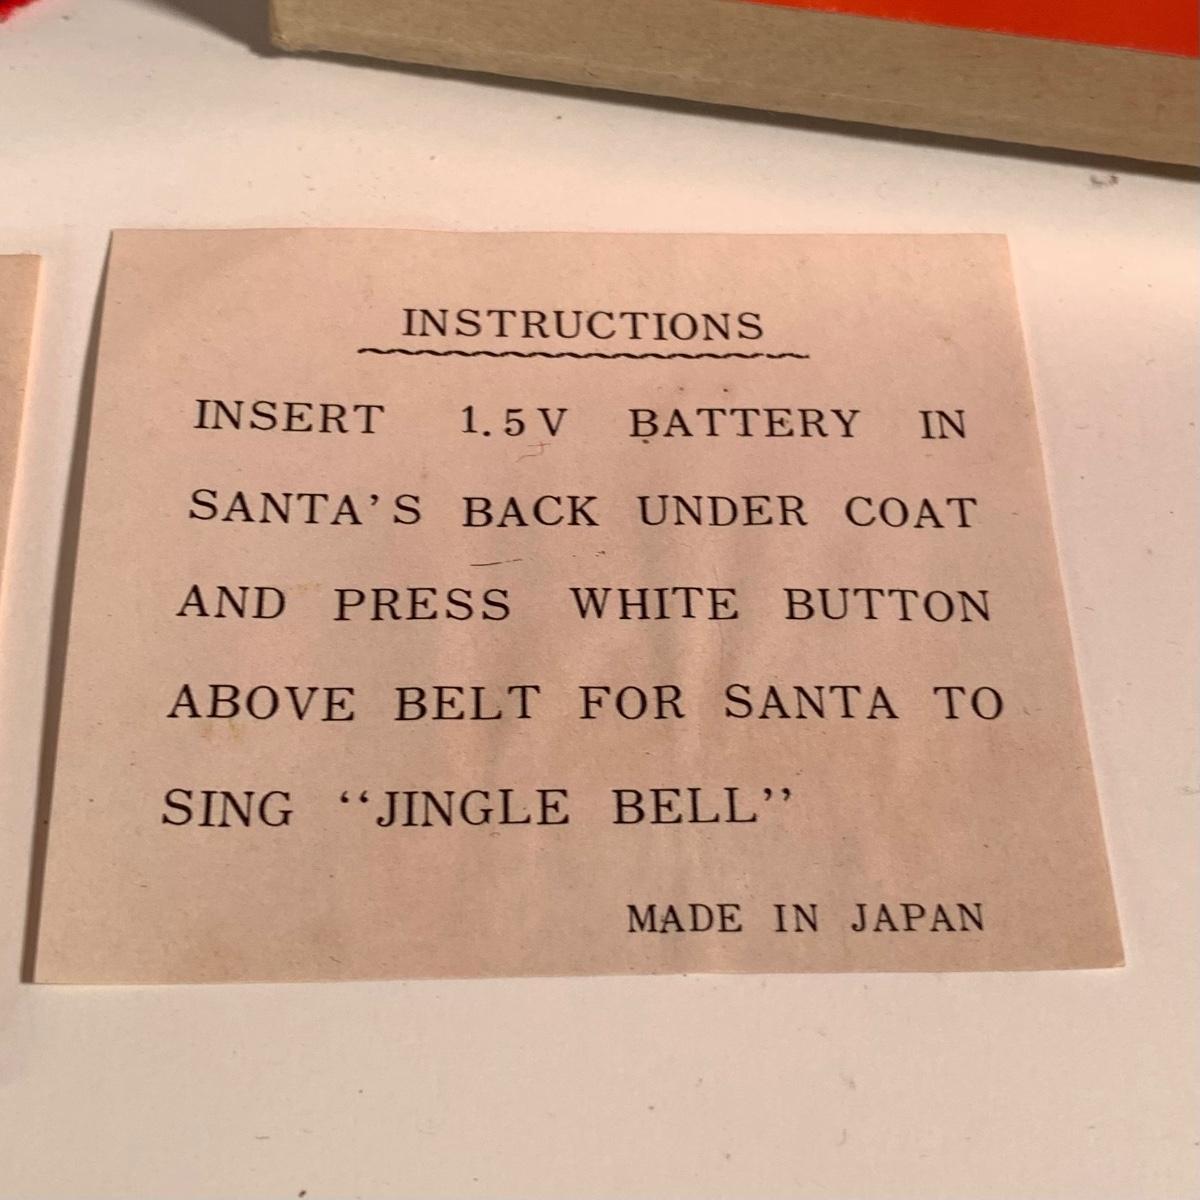 INSTRUCTIONS
INSERT 1.5V BATTERY IN
SANTA'S BACK UNDER COAT
AND PRESS WHITE BUTTON
ABOVE BELT FOR SANTA TO
SING “JINGLE BELL”
MADE IN JAPAN